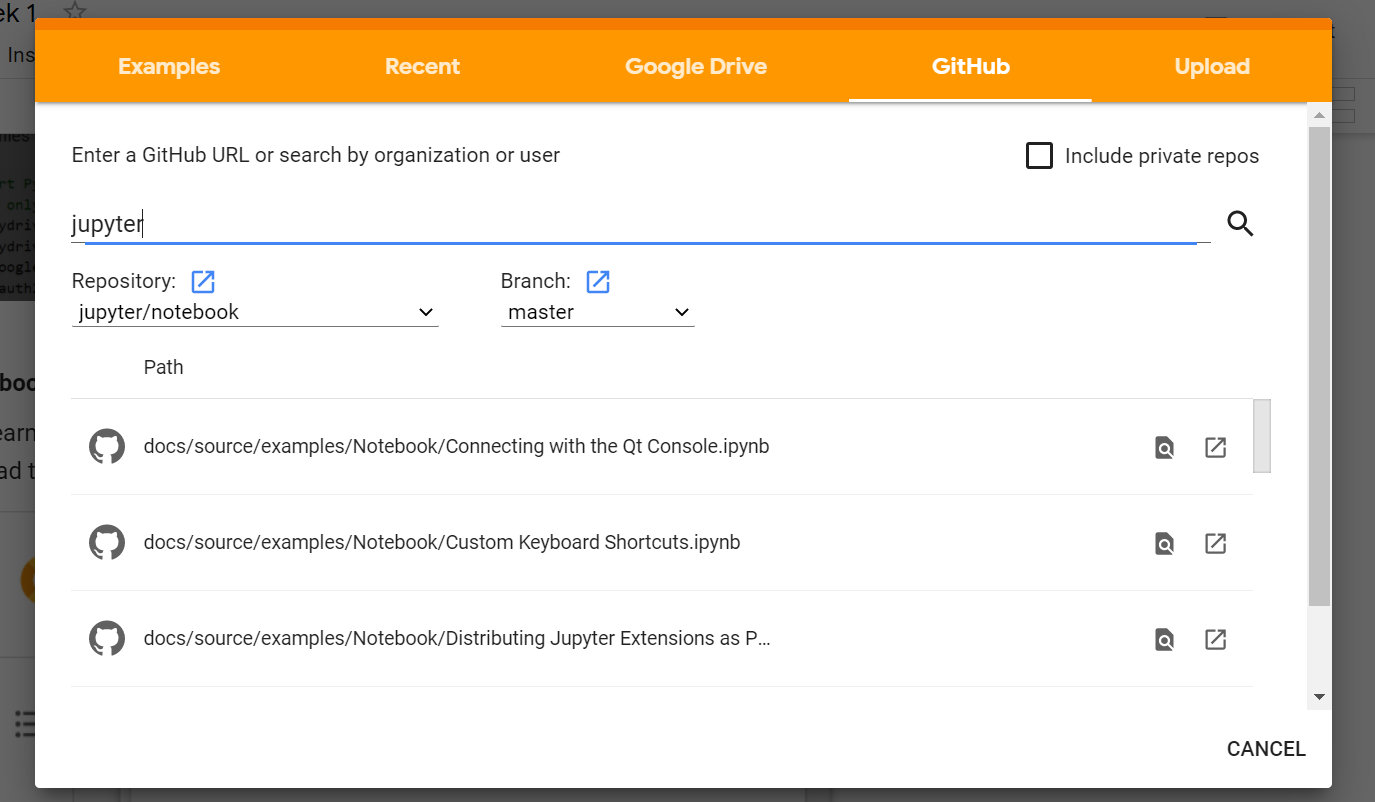 ek 1
Ins
Examples Recent Google Drive GitHub Upload
Enter a GitHub URL or search by organization or user
Include private repos
jupyter
Repository: Branch:
jupyter/notebook master
Path
docs/source/examples/Notebook/Connecting with the Qt Console.ipynb
docs/source/examples/Notebook/Custom Keyboard Shortcuts.ipynb
docs/source/examples/Notebook/Distributing Jupyter Extensions as P...
CANCEL